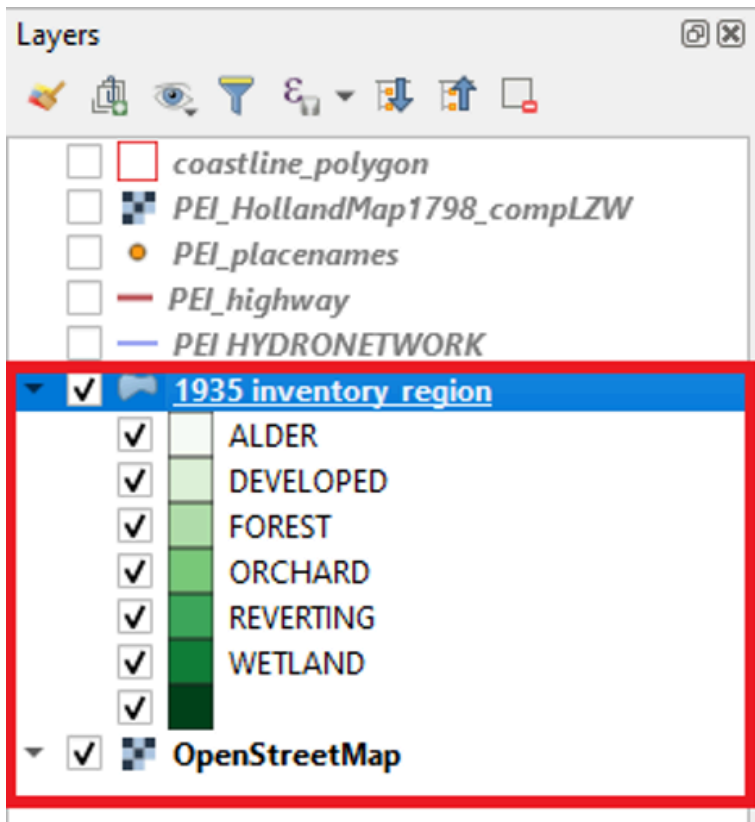 Layers
coastline_polygon
PEI_HollandMap1798_compLZW
PEI_placenames
PEI_highway
PEI HYDRONETWORK
1935 inventory_region
ALDER
DEVELOPED
FOREST
ORCHARD
REVERTING
WETLAND
OpenStreetMap